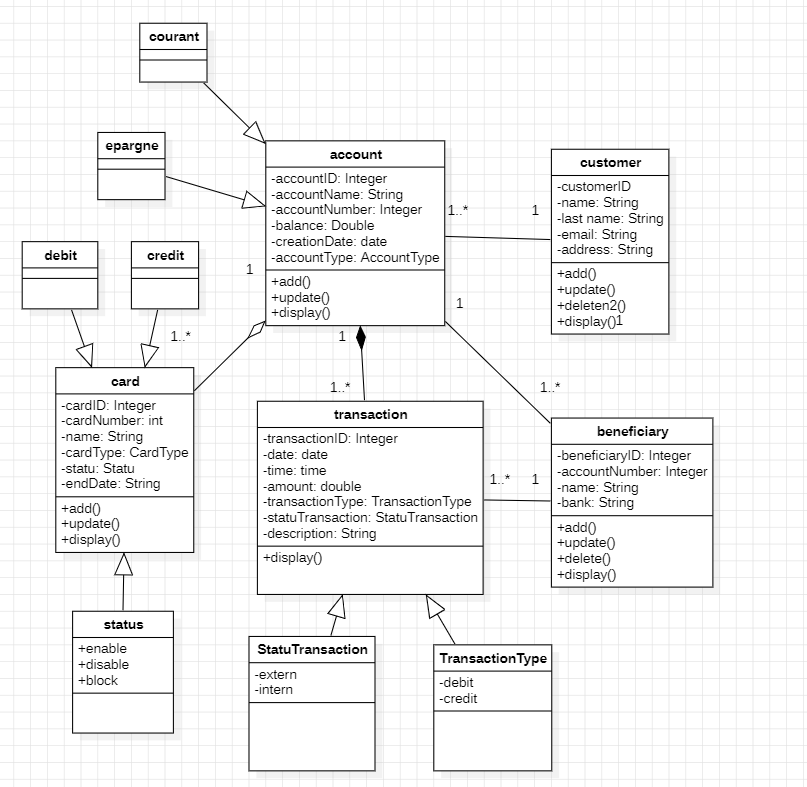 courant
epargne
account
-accountID: Integer
-accountName: String
-accountNumber: Integer
-balance: Double
-creationDate: date
-accountType: AccountType
+add()
+update()
+display()
1..*
1
customer
-customerID
-name: String
-last name: String
-email: String
-address: String
+add()
+update()
+deleten2()
+display()1
debit
credit
1
1..*
1
1..*
1
1..*
card
-cardID: Integer
-cardNumber: int
-name: String
-cardType: CardType
-statu: Statu
-endDate: String
+add()
+update()
+display()
transaction
-transactionID: Integer
-date: date
-time: time
-amount: double
-transactionType: TransactionType
-statuTransaction: StatuTransaction
-description: String
+display()
1..*
1
beneficiary
-beneficiaryID: Integer
-accountNumber: Integer
-name: String
-bank: String
+add()
+update()
+delete()
+display()
status
+enable
+disable
+block
StatuTransaction
-extern
-intern
TransactionType
-debit
-credit